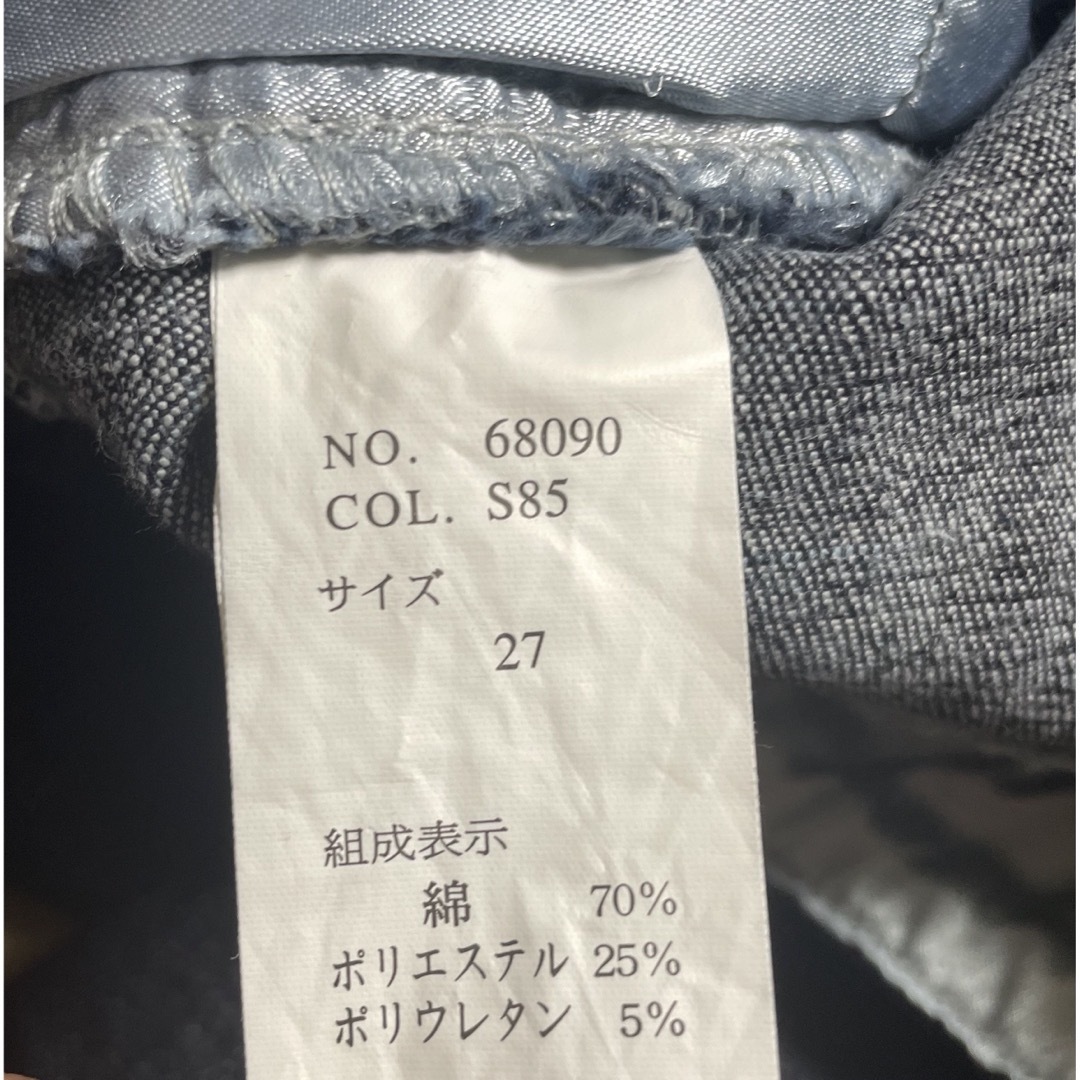 NO. 68090
COL. S85
サイズ
27
組成表示
綿 70%
ポリエステル 25%
ポリウレタン 5%